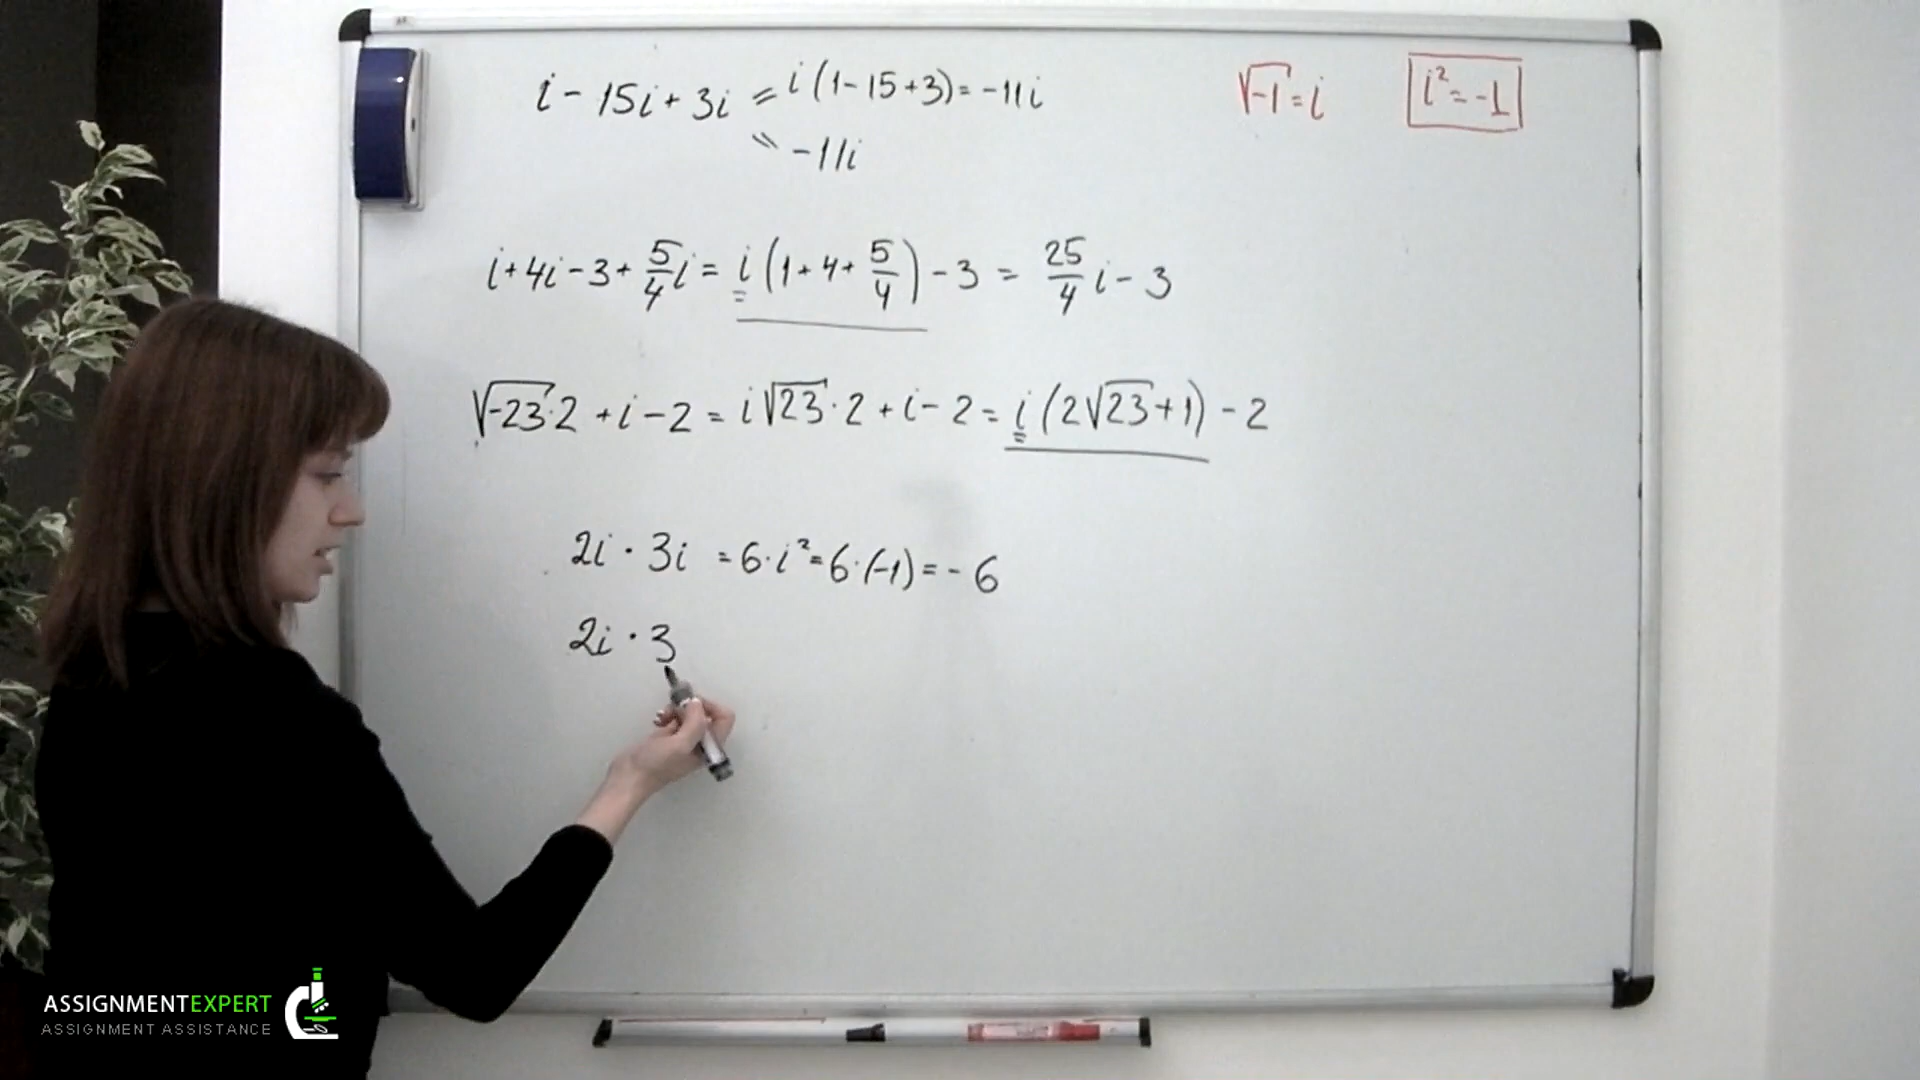 i - 15i + 3i = i(1-15+3) = -11i
= -11i
√-1 = i
i² = -1
i + 4i - 3 + 5/4 i = i(1+4+5/4) - 3 = 25/4 i - 3
√-23·2 + i - 2 = i√23·2 + i - 2 = i(2√23+1) - 2
2i · 3i = 6·i² = 6·(-1) = -6
2i · 3
ASSIGNMENTEXPERT
ASSIGNMENT ASSISTANCE